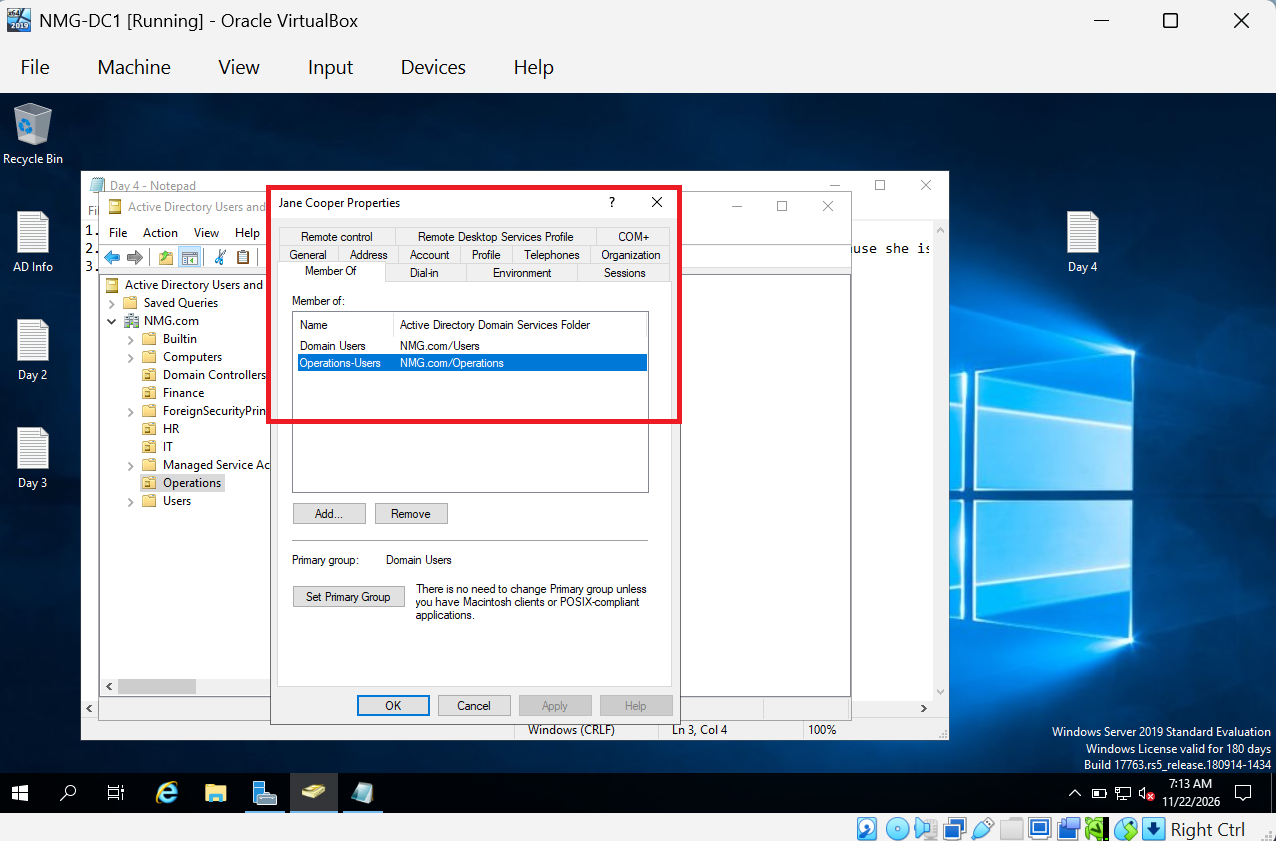 NMG-DC1 [Running] - Oracle VirtualBox
File Machine View Input Devices Help
Recycle Bin
AD Info
Day 2
Day 3
Day 4
Day 4 - Notepad
1.
2.
3.
use she is
Active Directory Users and
File Action View Help
Active Directory Users and
Saved Queries
NMG.com
Builtin
Computers
Domain Controllers
Finance
ForeignSecurityPrin
HR
IT
Managed Service Ac
Operations
Users
Jane Cooper Properties
Remote control Remote Desktop Services Profile COM+
General Address Account Profile Telephones Organization
Member Of Dial-in Environment Sessions
Member of:
Name Active Directory Domain Services Folder
Domain Users NMG.com/Users
Operations-Users NMG.com/Operations
Add... Remove
Primary group: Domain Users
Set Primary Group
There is no need to change Primary group unless
you have Macintosh clients or POSIX-compliant
applications.
OK Cancel Apply Help
Windows (CRLF) Ln 3, Col 4 100%
Windows Server 2019 Standard Evaluation
Windows License valid for 180 days
Build 17763.rs5_release.180914-1434
7:13 AM
11/22/2026
Right Ctrl